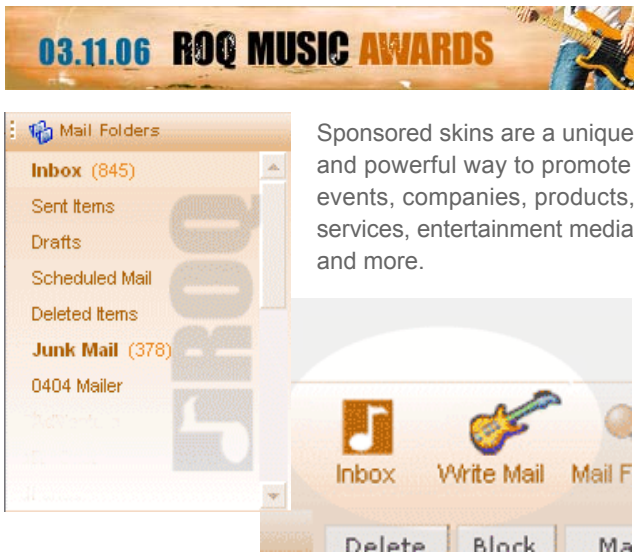 03.11.06 ROQ MUSIC AWARDS
Mail Folders
Inbox (845)
Sent Items
Drafts
Scheduled Mail
Deleted Items
Junk Mail (378)
0404 Mailer
ROQ
Sponsored skins are a unique
and powerful way to promote
events, companies, products,
services, entertainment media
and more.
Inbox Write Mail Mail F
Delete Block Ma